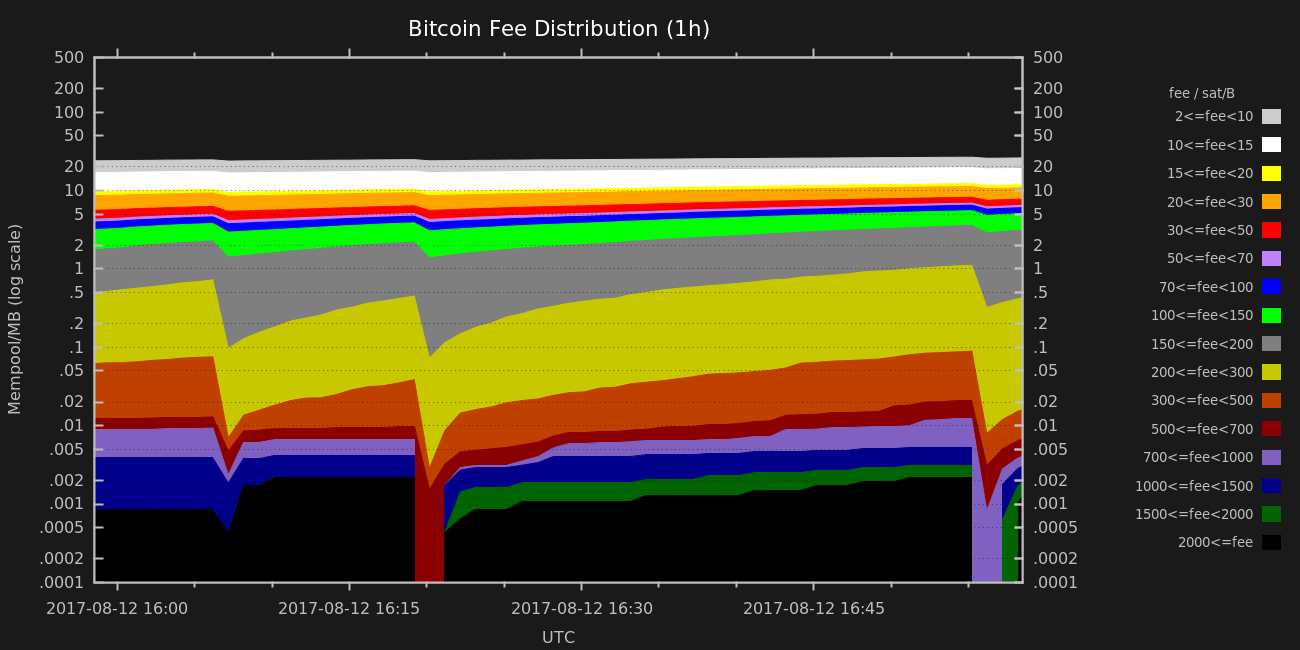 Bitcoin Fee Distribution (1h)
Mempool/MB (log scale)
500
200
100
50
20
10
5
2
1
.5
.2
.1
.05
.02
.01
.005
.002
.001
.0005
.0002
.0001
500
200
100
50
20
10
5
2
1
.5
.2
.1
.05
.02
.01
.005
.002
.001
.0005
.0002
.0001
2017-08-12 16:00
2017-08-12 16:15
2017-08-12 16:30
2017-08-12 16:45
UTC
fee / sat/B
2<=fee<10
10<=fee<15
15<=fee<20
20<=fee<30
30<=fee<50
50<=fee<70
70<=fee<100
100<=fee<150
150<=fee<200
200<=fee<300
300<=fee<500
500<=fee<700
700<=fee<1000
1000<=fee<1500
1500<=fee<2000
2000<=fee